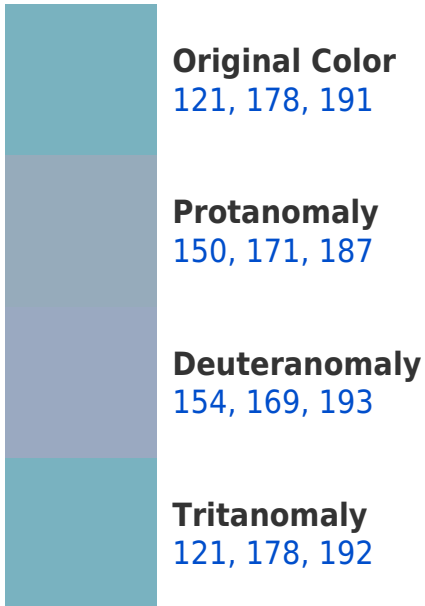 Original Color
121, 178, 191
Protanomaly
150, 171, 187
Deuteranomaly
154, 169, 193
Tritanomaly
121, 178, 192